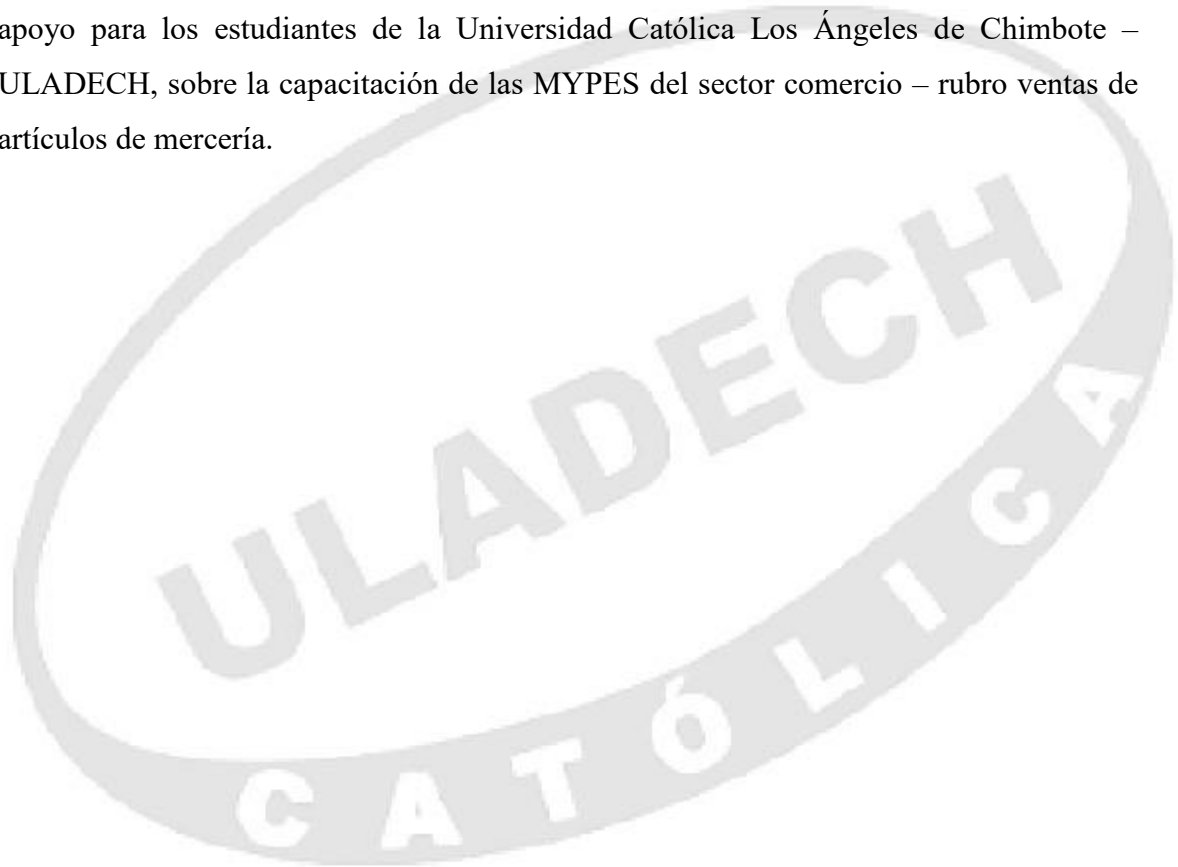 apoyo para los estudiantes de la Universidad Católica Los Ángeles de Chimbote –
ULADECH, sobre la capacitación de las MYPES del sector comercio – rubro ventas de
artículos de mercería.
ULADECH
CATÓLICA